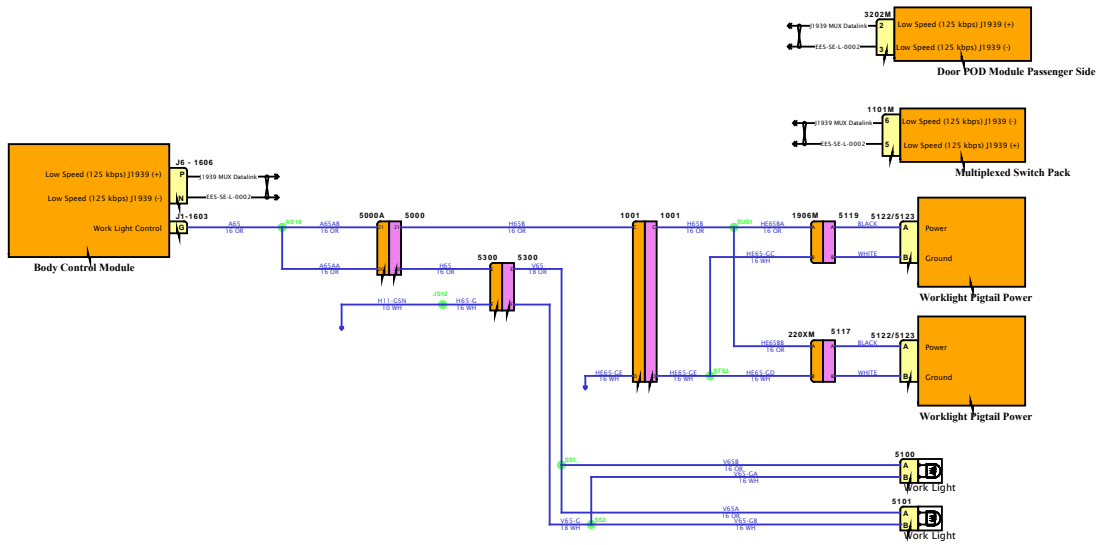 3202M
J1939 MUX Datalink
2
Low Speed (125 kbps) J1939 (+)
EES-SE-L-0002
3
Low Speed (125 kbps) J1939 (-)
Door POD Module Passenger Side
1101M
J1939 MUX Datalink
6
Low Speed (125 kbps) J1939 (-)
EES-SE-L-0002
5
Low Speed (125 kbps) J1939 (+)
Multiplexed Switch Pack
J6 - 1606
Low Speed (125 kbps) J1939 (+)
P
J1939 MUX Datalink
Low Speed (125 kbps) J1939 (-)
N
EES-SE-L-0002
J1-1603
Work Light Control
G
Body Control Module
A65
16 OR
AS18
A65AB
16 OR
5000A
5000
21
21
H65B
16 OR
1001
1001
C
C
H65B
16 OR
SUS1
HE65BA
16 OR
1906M
5119
A
A
BLACK
5122/5123
A
Power
HE65-GC
16 WH
B
B
WHITE
B
Ground
Worklight Pigtail Power
A65AA
16 OR
H65
16 OR
5300
5300
V65
18 OR
H11-GSN
10 WH
JS12
H65-G
16 WH
HE65BB
16 OR
220XM
5117
A
A
BLACK
5122/5123
A
Power
HE65-GE
16 WH
D
D
HE65-GE
16 WH
STS3
HE65-GD
16 WH
B
B
WHITE
B
Ground
Worklight Pigtail Power
SS1
V65B
16 OR
V65-GA
16 WH
5100
A
B
Work Light
V65-G
18 WH
SS2
V65A
16 OR
V65-GB
16 WH
5101
A
B
Work Light